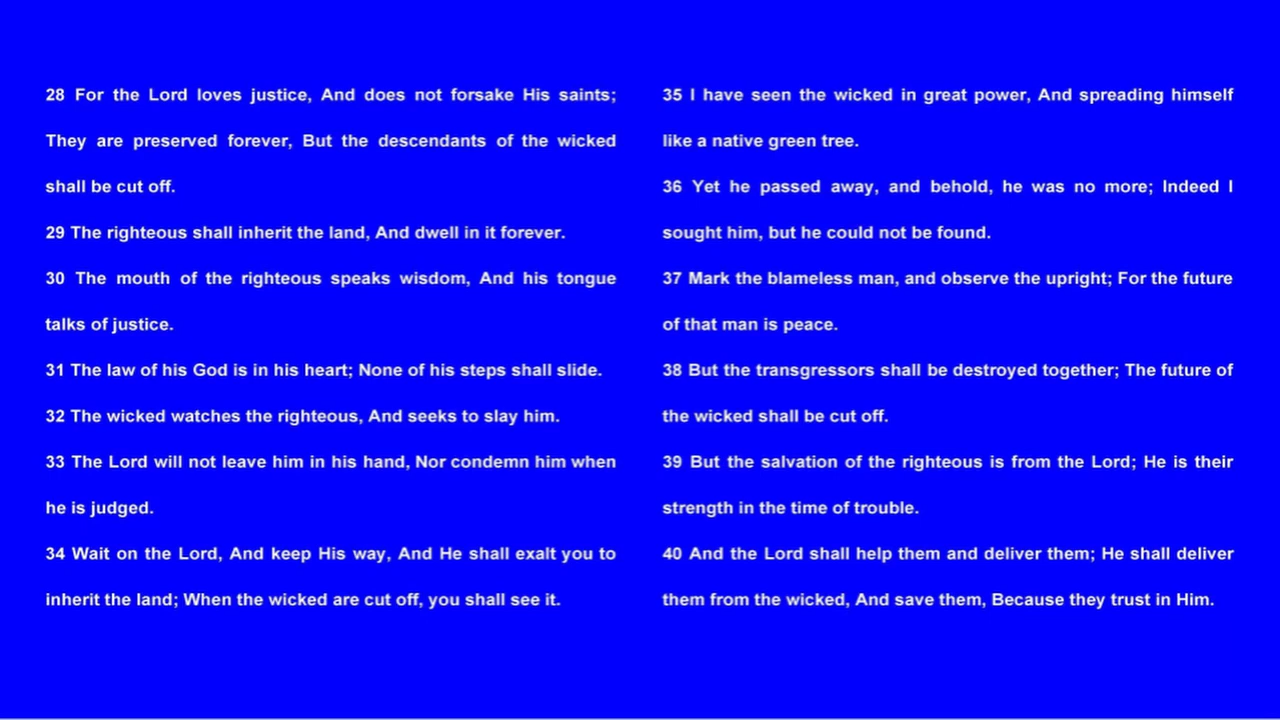 28 For the Lord loves justice, And does not forsake His saints;
They are preserved forever, But the descendants of the wicked
shall be cut off.
29 The righteous shall inherit the land, And dwell in it forever.
30 The mouth of the righteous speaks wisdom, And his tongue
talks of justice.
31 The law of his God is in his heart; None of his steps shall slide.
32 The wicked watches the righteous, And seeks to slay him.
33 The Lord will not leave him in his hand, Nor condemn him when
he is judged.
34 Wait on the Lord, And keep His way, And He shall exalt you to
inherit the land; When the wicked are cut off, you shall see it.
35 I have seen the wicked in great power, And spreading himself
like a native green tree.
36 Yet he passed away, and behold, he was no more; Indeed I
sought him, but he could not be found.
37 Mark the blameless man, and observe the upright; For the future
of that man is peace.
38 But the transgressors shall be destroyed together; The future of
the wicked shall be cut off.
39 But the salvation of the righteous is from the Lord; He is their
strength in the time of trouble.
40 And the Lord shall help them and deliver them; He shall deliver
them from the wicked, And save them, Because they trust in Him.